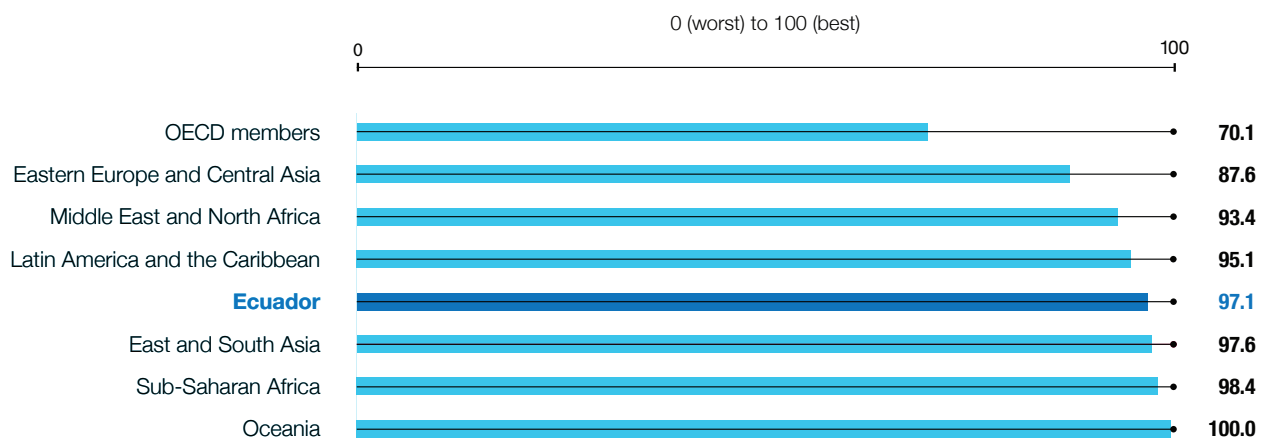 0 (worst) to 100 (best)
0 100
OECD members 70.1
Eastern Europe and Central Asia 87.6
Middle East and North Africa 93.4
Latin America and the Caribbean 95.1
Ecuador 97.1
East and South Asia 97.6
Sub-Saharan Africa 98.4
Oceania 100.0